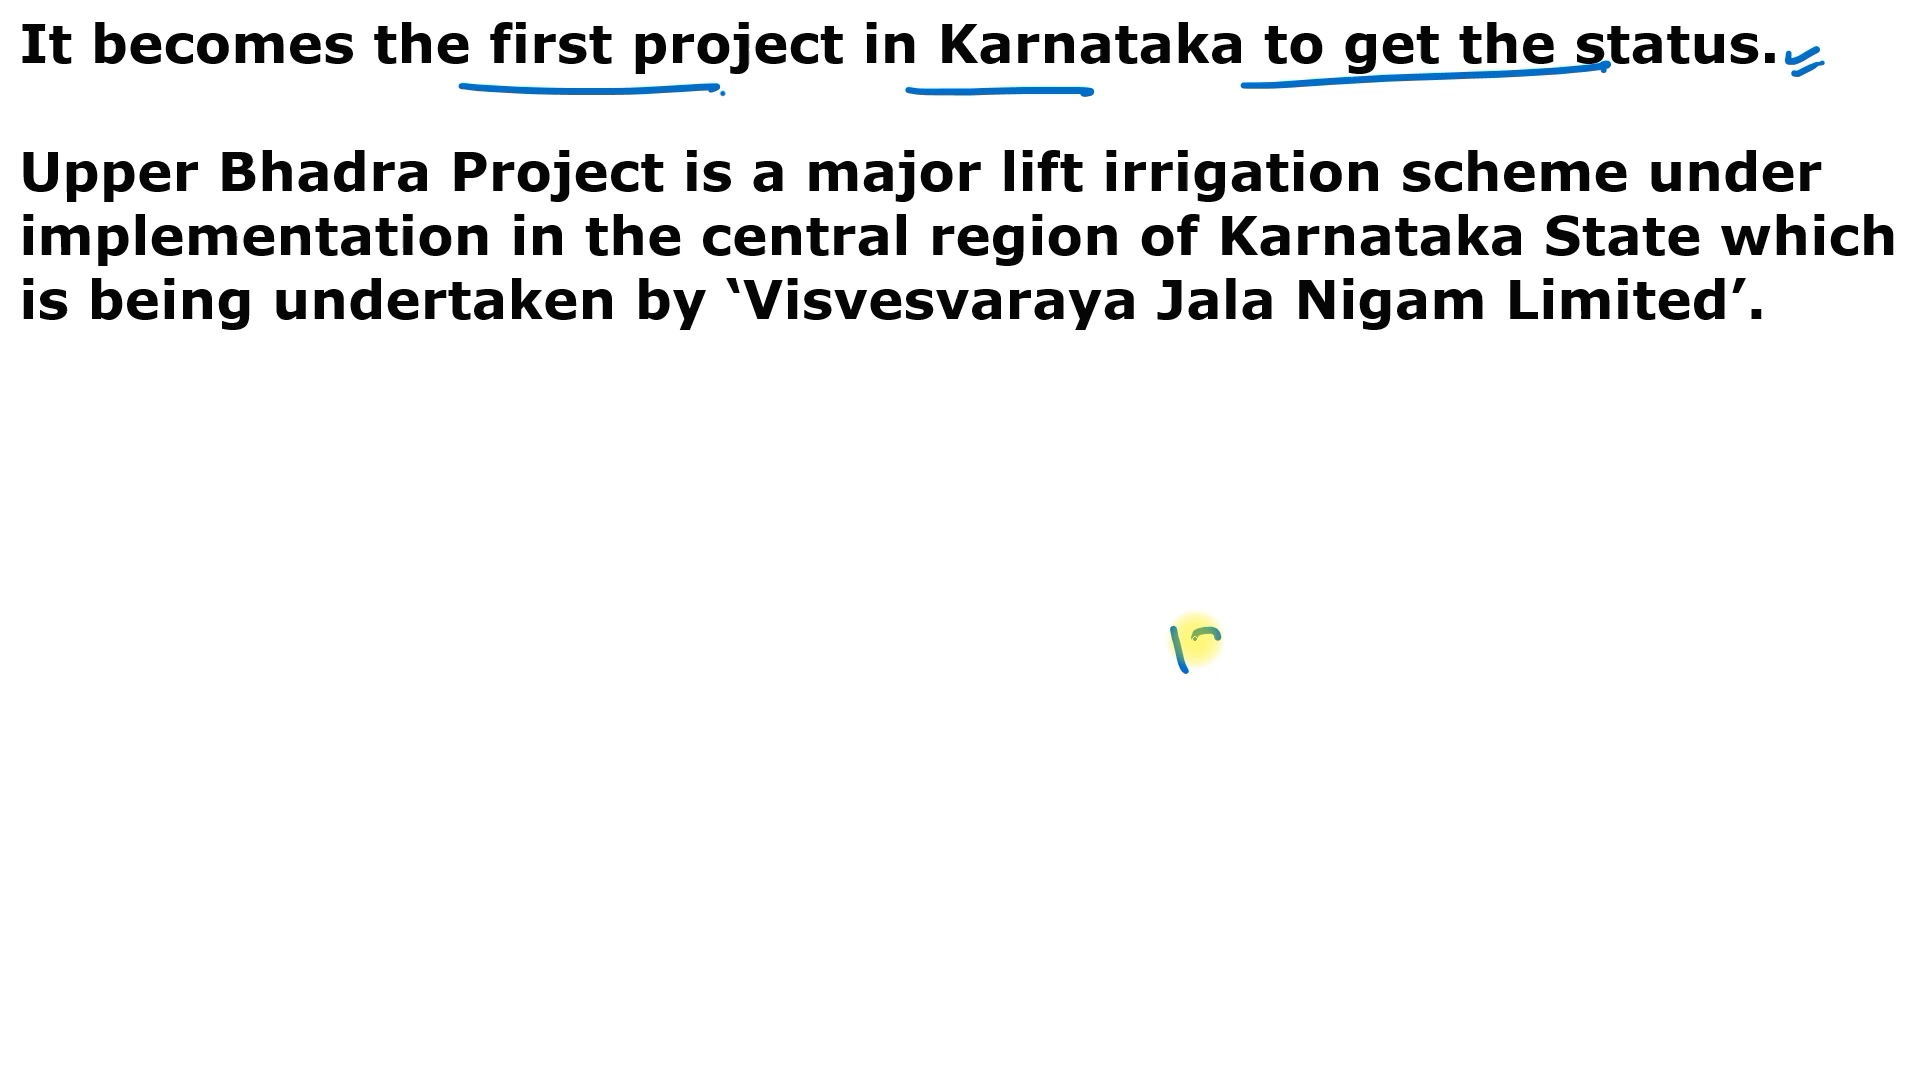 It becomes the first project in Karnataka to get the status.
Upper Bhadra Project is a major lift irrigation scheme under
implementation in the central region of Karnataka State which
is being undertaken by ‘Visvesvaraya Jala Nigam Limited’.